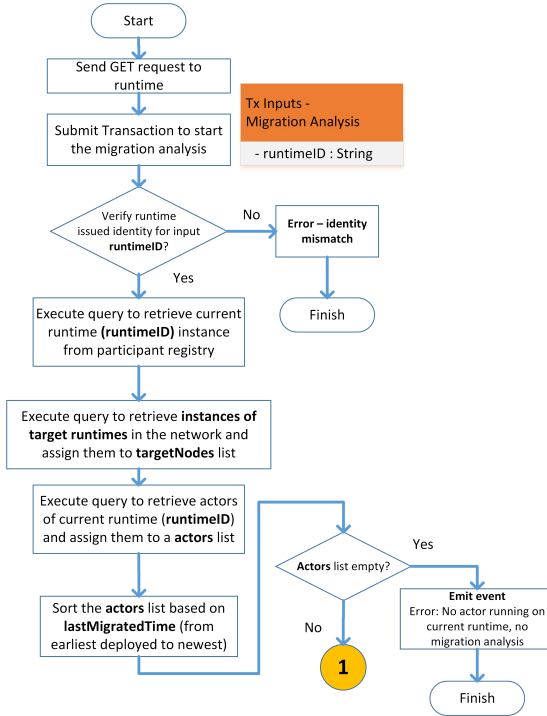 Start
Send GET request to
runtime
Tx Inputs -
Migration Analysis
- runtimeID : String
Submit Transaction to start
the migration analysis
Verify runtime
issued identity for input
runtimeID?
No
Error – identity
mismatch
Yes
Finish
Execute query to retrieve current
runtime (runtimeID) instance
from participant registry
Execute query to retrieve instances of
target runtimes in the network and
assign them to targetNodes list
Execute query to retrieve actors
of current runtime (runtimeID)
and assign them to a actors list
Sort the actors list based on
lastMigratedTime (from
earliest deployed to newest)
Actors list empty?
Yes
Emit event
Error: No actor running on
current runtime, no
migration analysis
No
1
Finish